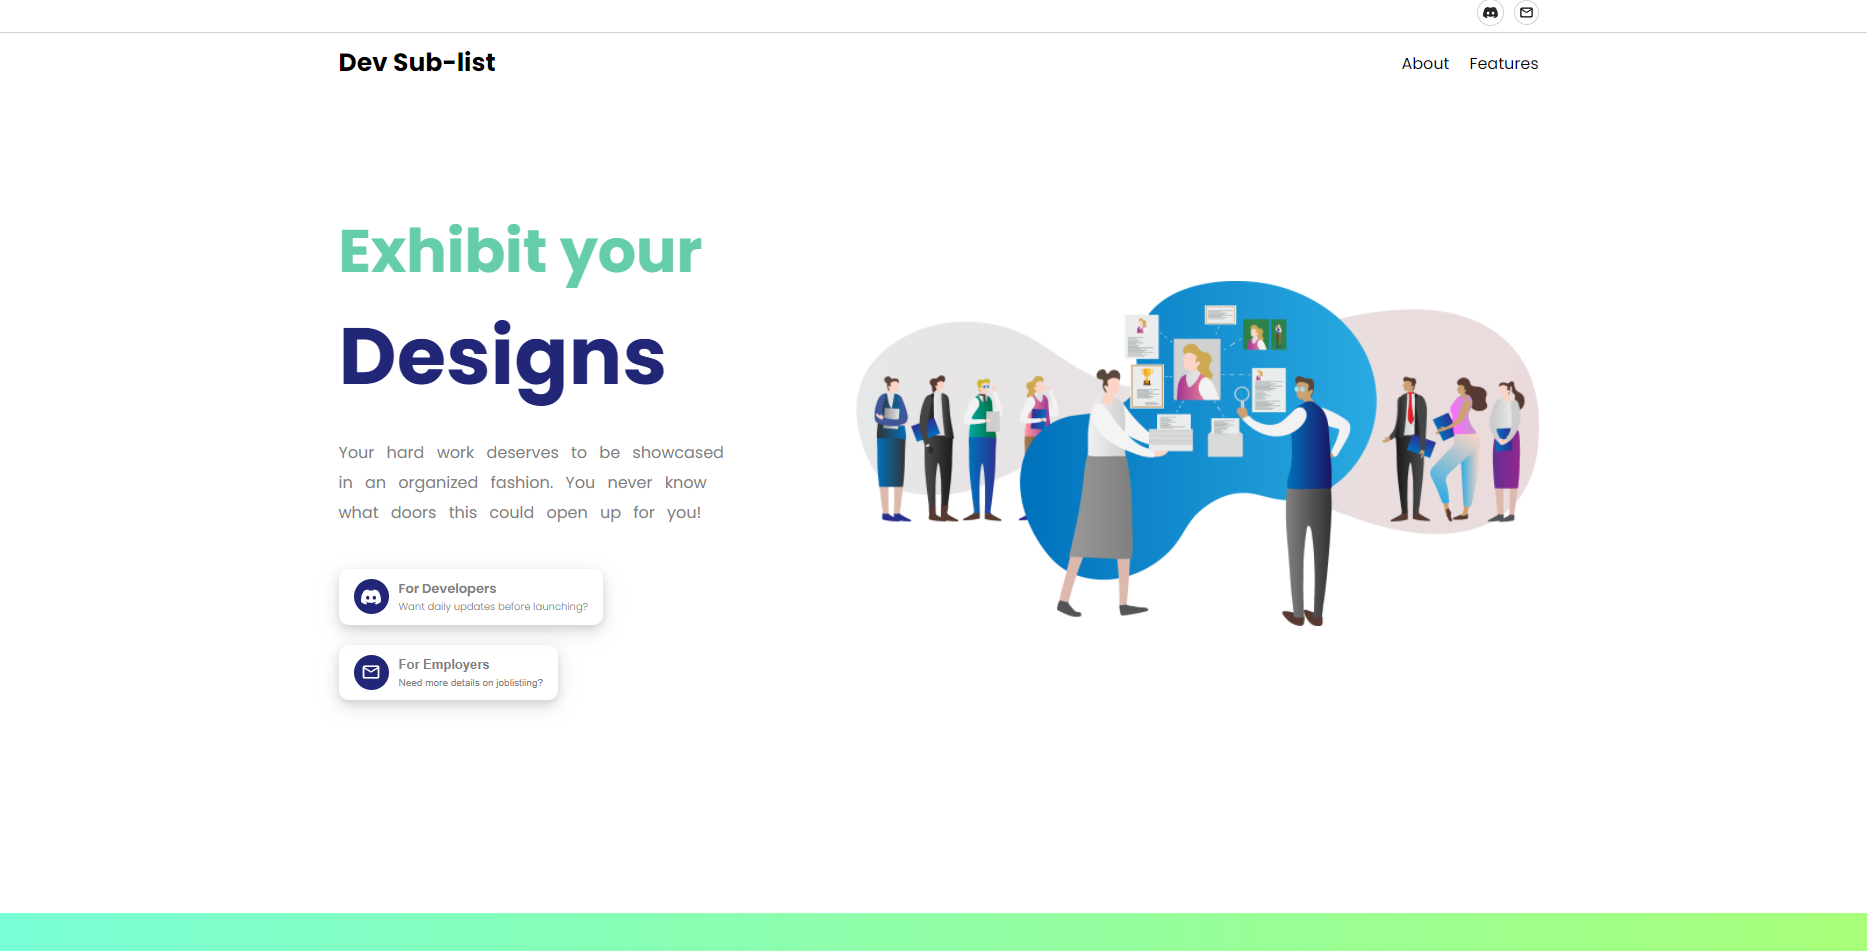 Dev Sub-list
About Features
Exhibit your
Designs
Your hard work deserves to be showcased
in an organized fashion. You never know
what doors this could open up for you!
For Developers
Want daily updates before launching?
For Employers
Need more details on joblistiing?